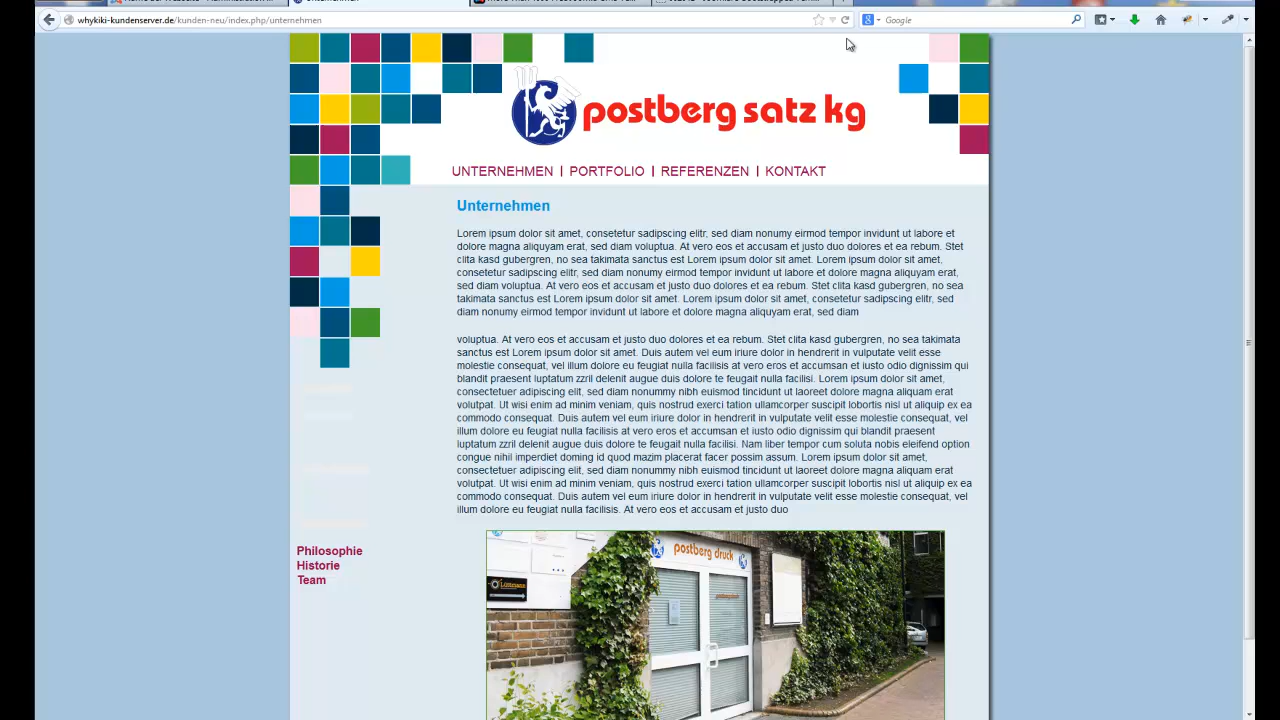 whykiki-kundenserver.de/kunden-neu/index.php/unternehmen
Google
postberg satz kg
UNTERNEHMEN | PORTFOLIO | REFERENZEN | KONTAKT
Unternehmen
Lorem ipsum dolor sit amet, consetetur sadipscing elitr, sed diam nonumy eirmod tempor invidunt ut labore et
dolore magna aliquyam erat, sed diam voluptua. At vero eos et accusam et justo duo dolores et ea rebum. Stet
clita kasd gubergren, no sea takimata sanctus est Lorem ipsum dolor sit amet. Lorem ipsum dolor sit amet,
consetetur sadipscing elitr, sed diam nonumy eirmod tempor invidunt ut labore et dolore magna aliquyam erat,
sed diam voluptua. At vero eos et accusam et justo duo dolores et ea rebum. Stet clita kasd gubergren, no sea
takimata sanctus est Lorem ipsum dolor sit amet. Lorem ipsum dolor sit amet, consetetur sadipscing elitr, sed
diam nonumy eirmod tempor invidunt ut labore et dolore magna aliquyam erat, sed diam
voluptua. At vero eos et accusam et justo duo dolores et ea rebum. Stet clita kasd gubergren, no sea takimata
sanctus est Lorem ipsum dolor sit amet. Duis autem vel eum iriure dolor in hendrerit in vulputate velit esse
molestie consequat, vel illum dolore eu feugiat nulla facilisis at vero eros et accumsan et iusto odio dignissim qui
blandit praesent luptatum zzril delenit augue duis dolore te feugait nulla facilisi. Lorem ipsum dolor sit amet,
consectetuer adipiscing elit, sed diam nonummy nibh euismod tincidunt ut laoreet dolore magna aliquam erat
volutpat. Ut wisi enim ad minim veniam, quis nostrud exerci tation ullamcorper suscipit lobortis nisl ut aliquip ex ea
commodo consequat. Duis autem vel eum iriure dolor in hendrerit in vulputate velit esse molestie consequat, vel
illum dolore eu feugiat nulla facilisis at vero eros et accumsan et iusto odio dignissim qui blandit praesent
luptatum zzril delenit augue duis dolore te feugait nulla facilisi. Nam liber tempor cum soluta nobis eleifend option
congue nihil imperdiet doming id quod mazim placerat facer possim assum. Lorem ipsum dolor sit amet,
consectetuer adipiscing elit, sed diam nonummy nibh euismod tincidunt ut laoreet dolore magna aliquam erat
volutpat. Ut wisi enim ad minim veniam, quis nostrud exerci tation ullamcorper suscipit lobortis nisl ut aliquip ex ea
commodo consequat. Duis autem vel eum iriure dolor in hendrerit in vulputate velit esse molestie consequat, vel
illum dolore eu feugiat nulla facilisis. At vero eos et accusam et justo duo
Philosophie
Historie
Team
postberg druck